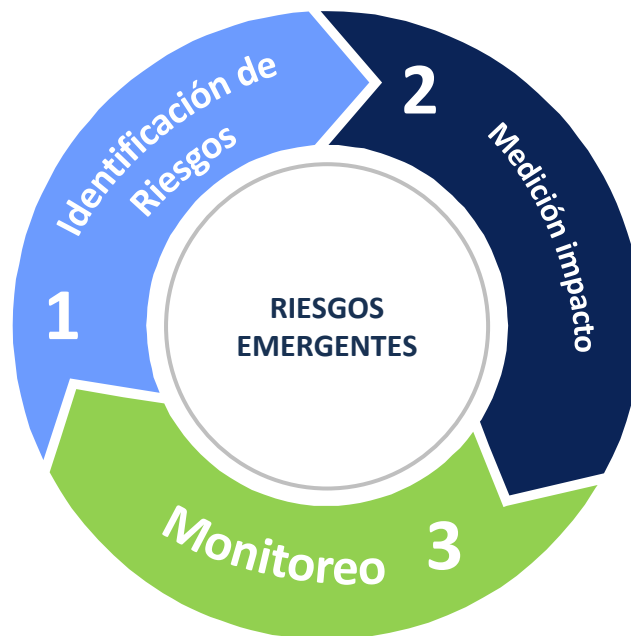 1
Identificación de
Riesgos
2
Medición impacto
3
Monitoreo
RIESGOS
EMERGENTES